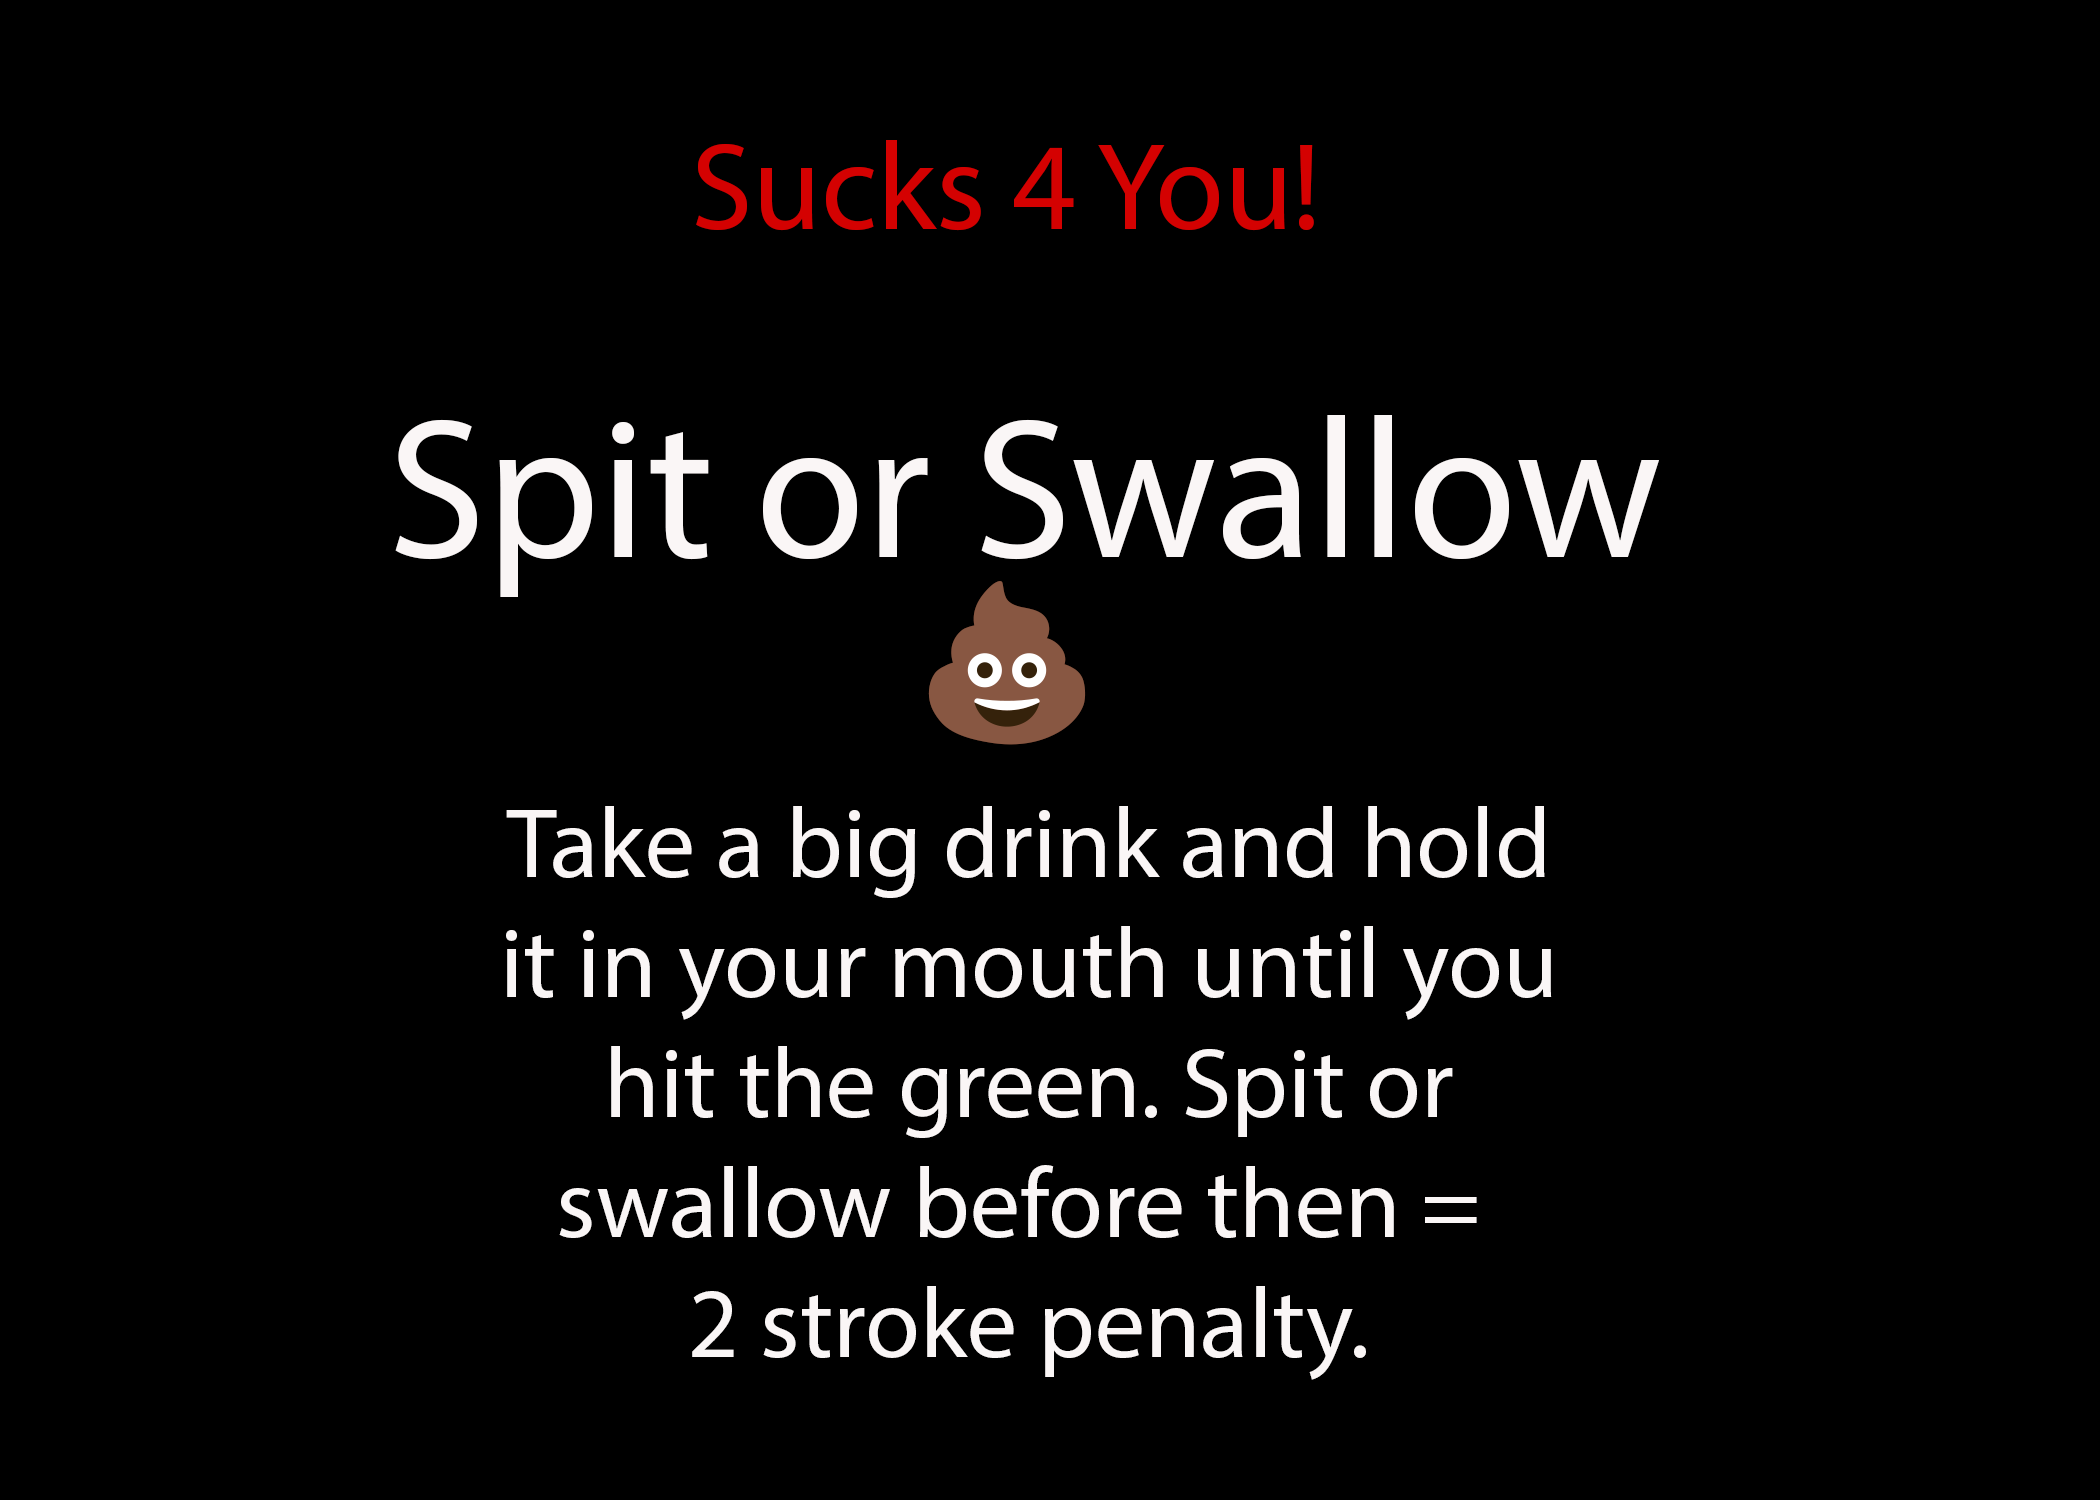 Sucks 4 You!
Spit or Swallow
Take a big drink and hold
it in your mouth until you
hit the green. Spit or
swallow before then =
2 stroke penalty.